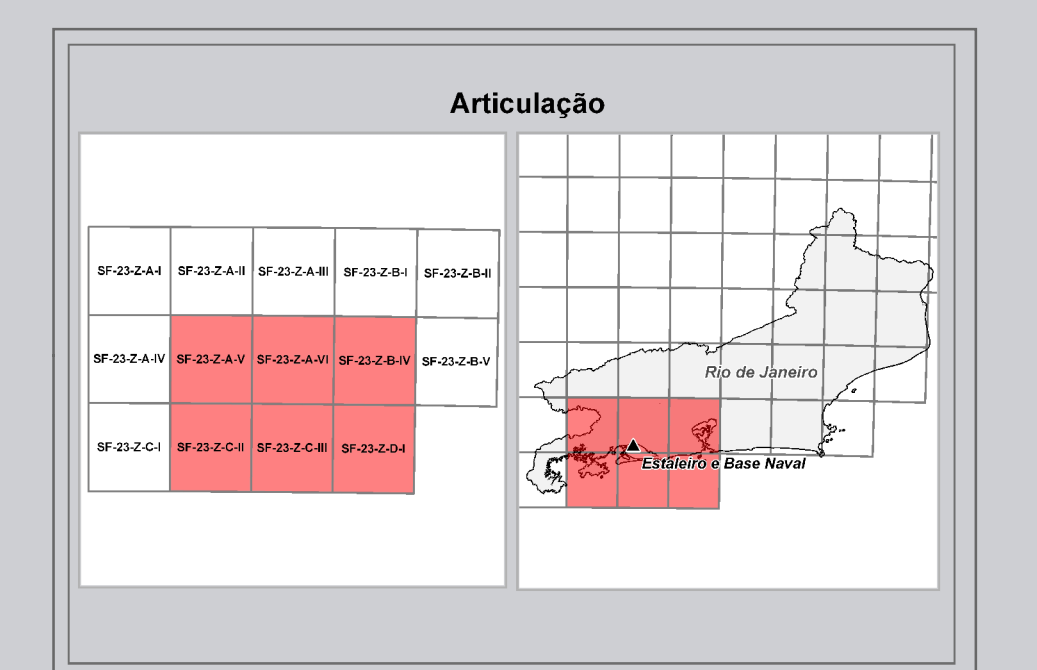 Articulação
SF-23-Z-A-I
SF-23-Z-A-II
SF-23-Z-A-III
SF-23-Z-B-I
SF-23-Z-B-II
SF-23-Z-A-IV
SF-23-Z-A-V
SF-23-Z-A-VI
SF-23-Z-B-IV
SF-23-Z-B-V
SF-23-Z-C-I
SF-23-Z-C-II
SF-23-Z-C-III
SF-23-Z-D-I
Rio de Janeiro
Estaleiro e Base Naval